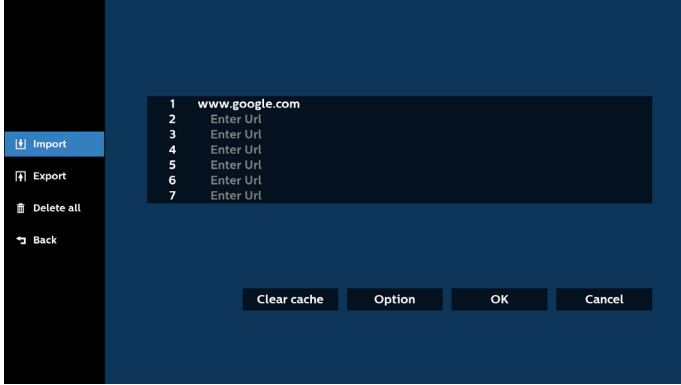 1 www.google.com
2 Enter Url
3 Enter Url
4 Enter Url
5 Enter Url
6 Enter Url
7 Enter Url
Import
Export
Delete all
Back
Clear cache Option OK Cancel